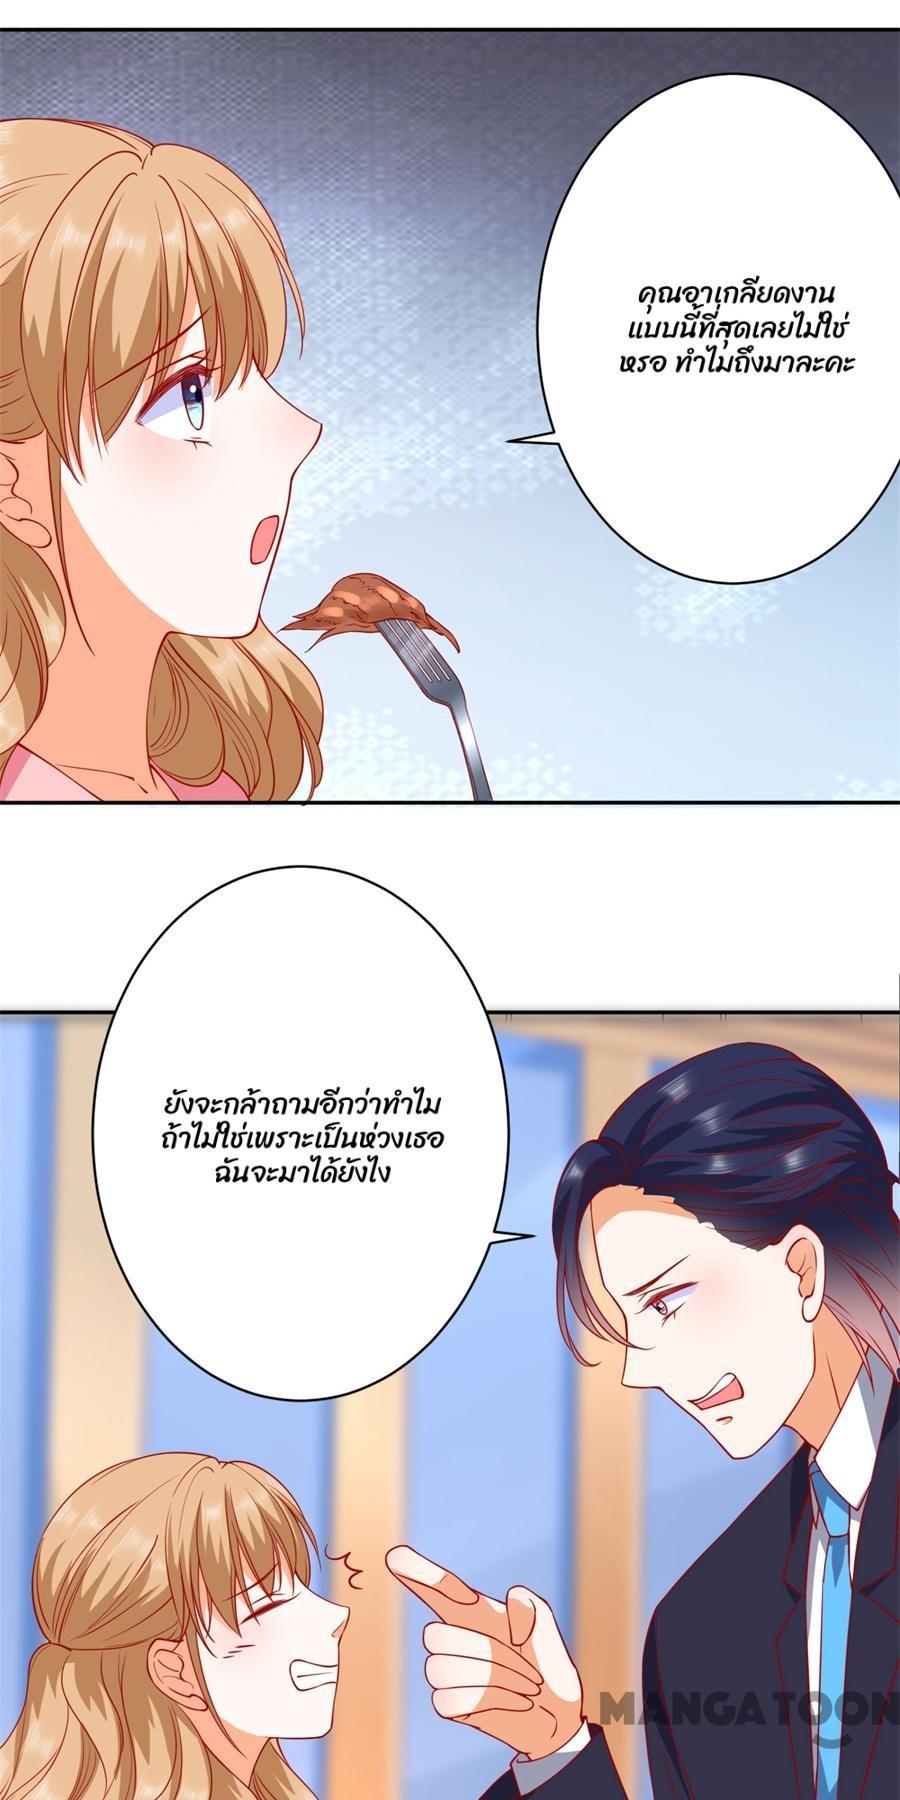 คุณอาเกลียดงาน
แบบนี้ที่สุดเลยไม่ใช่
หรอ ทำไมถึงมาละคะ
ยังจะกล้าถามอีกว่าทำไม
ถ้าไม่ใช่เพราะเป็นห่วงเธอ
ฉันจะมาได้ยังไง
MANGATOON